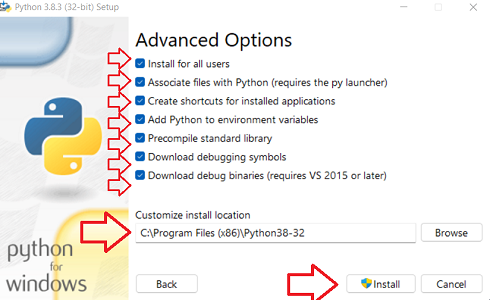 Python 3.8.3 (32-bit) Setup
Advanced Options
Install for all users
Associate files with Python (requires the py launcher)
Create shortcuts for installed applications
Add Python to environment variables
Precompile standard library
Download debugging symbols
Download debug binaries (requires VS 2015 or later)
Customize install location
C:\Program Files (x86)\Python38-32
Browse
python
for
windows
Back
Install
Cancel